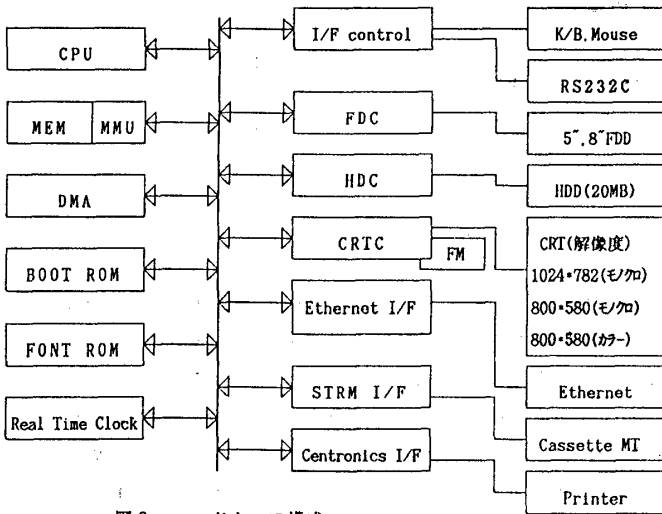 CPU
MEM
MMU
DMA
BOOT ROM
FONT ROM
Real Time Clock
I/F control
FDC
HDC
CRTC
FM
Ethernot I/F
STRM I/F
Centronics I/F
K/B.Mouse
RS232C
5″.8″FDD
HDD(20MB)
CRT(解像度)
1024*782(モノクロ)
800*580(モノクロ)
800*580(カラー)
Ethernet
Cassette MT
Printer